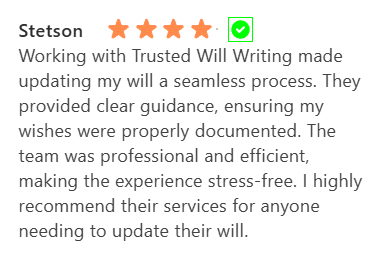 Stetson
Working with Trusted Will Writing made
updating my will a seamless process. They
provided clear guidance, ensuring my
wishes were properly documented. The
team was professional and efficient,
making the experience stress-free. I highly
recommend their services for anyone
needing to update their will.